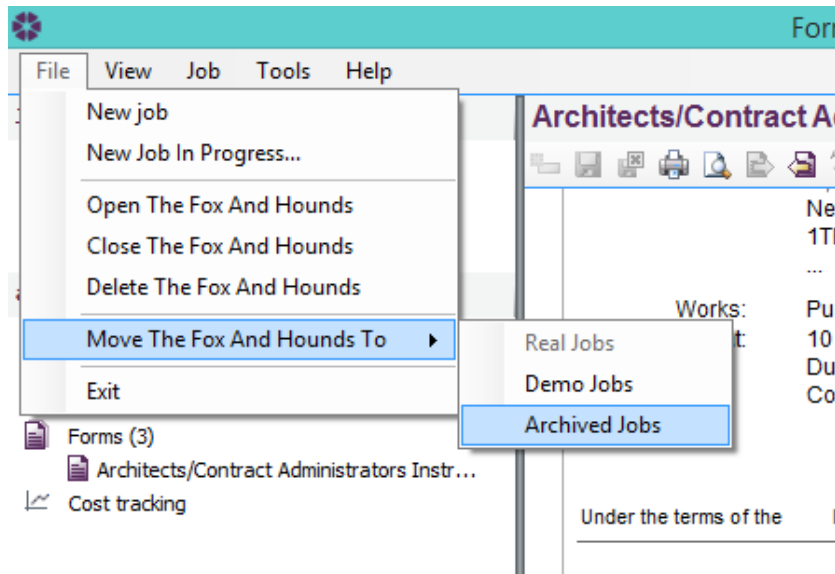 Forr
File View Job Tools Help
New job
New Job In Progress...
Open The Fox And Hounds
Close The Fox And Hounds
Delete The Fox And Hounds
Move The Fox And Hounds To
Exit
Real Jobs
Demo Jobs
Archived Jobs
Forms (3)
Architects/Contract Administrators Instr...
Cost tracking
Architects/Contract Ad
Ne
...
Works: Pu
t: 10
Du
Co
Under the terms of the